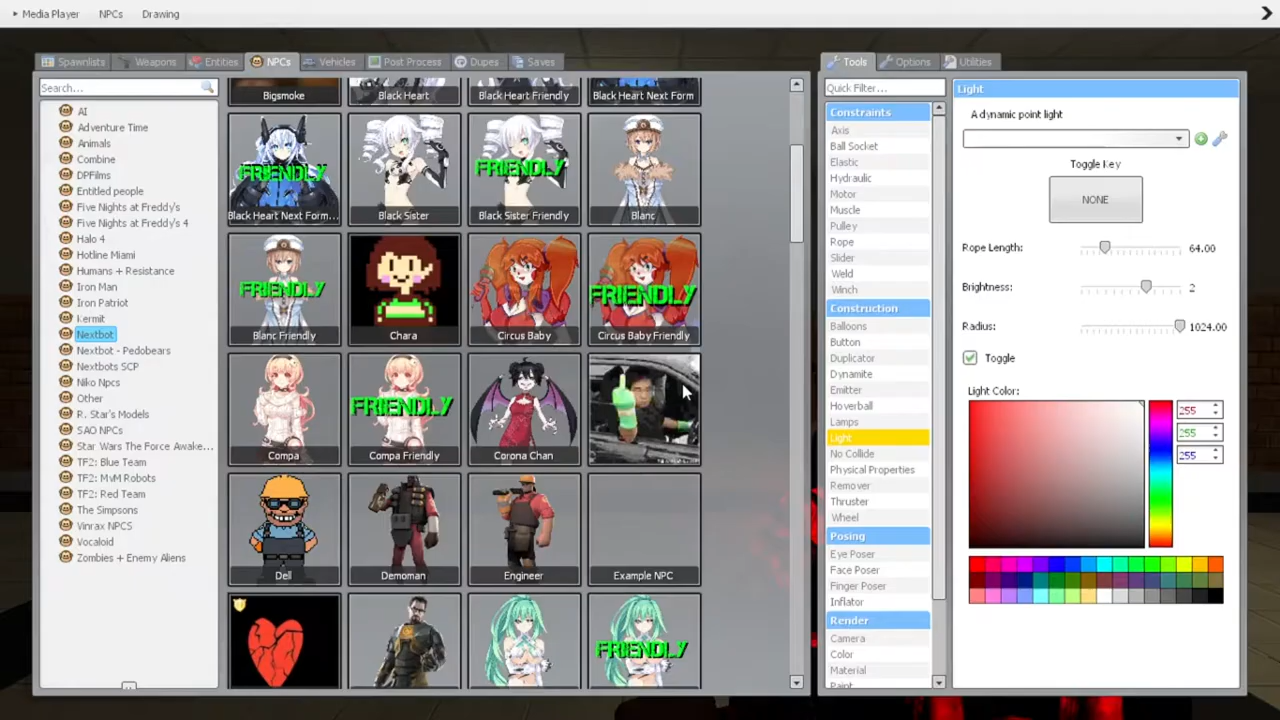 Media Player NPCs Drawing
Spawnlists Weapons Entities NPCs Vehicles Post Process Dupes Saves
Tools Options Utilities
Search...
AI
Adventure Time
Animals
Combine
DPFilms
Entitled people
Five Nights at Freddy's
Five Nights at Freddy's 4
Halo 4
Hotline Miami
Humans + Resistance
Iron Man
Iron Patriot
Kermit
Nextbot
Nextbot - Pedobears
Nextbots SCP
Niko Npcs
Other
R. Star's Models
SAO NPCs
Star Wars The Force Awake...
TF2: Blue Team
TF2: MvM Robots
TF2: Red Team
The Simpsons
Vinrax NPCS
Vocaloid
Zombies + Enemy Aliens
Bigsmoke Black Heart Black Heart Friendly Black Heart Next Form
FRIENDLY FRIENDLY
Black Heart Next Form... Black Sister Black Sister Friendly Blanc
FRIENDLY FRIENDLY
Blanc Friendly Chara Circus Baby Circus Baby Friendly
FRIENDLY
Compa Compa Friendly Corona Chan
Dell Demoman Engineer Example NPC
FRIENDLY
Quick Filter...
Constraints
Axis
Ball Socket
Elastic
Hydraulic
Motor
Muscle
Pulley
Rope
Slider
Weld
Winch
Construction
Balloons
Button
Duplicator
Dynamite
Emitter
Hoverball
Lamps
Light
No Collide
Physical Properties
Remover
Thruster
Wheel
Posing
Eye Poser
Face Poser
Finger Poser
Inflator
Render
Camera
Color
Material
Paint
Light
A dynamic point light
Toggle Key
NONE
Rope Length: 64.00
Brightness: 2
Radius: 1024.00
Toggle
Light Color:
255
255
255